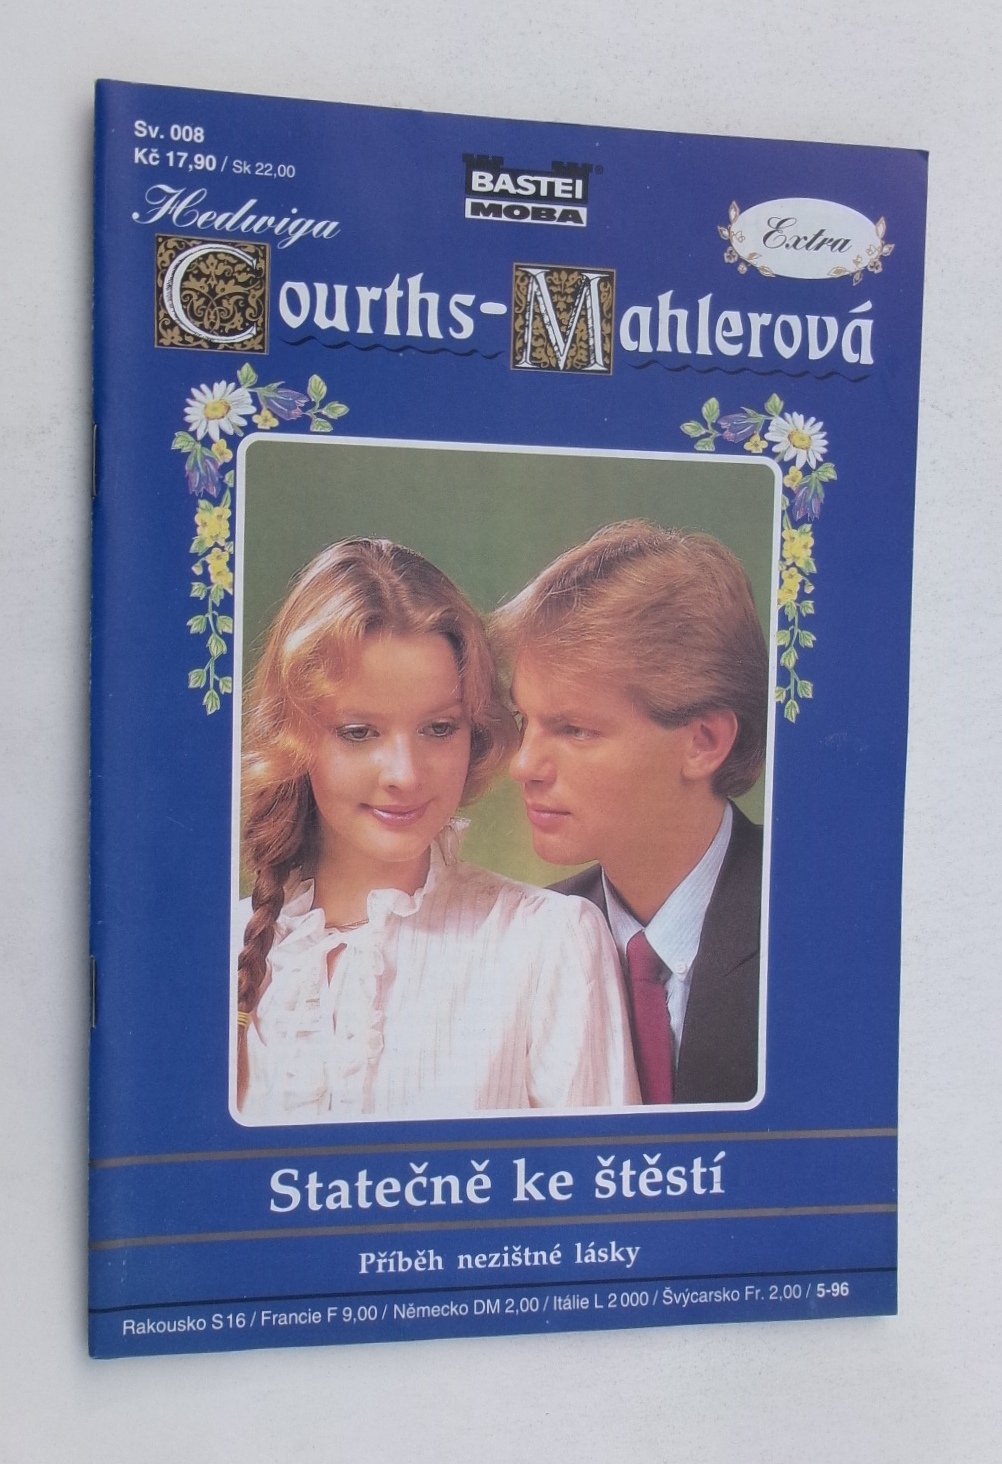 Sv. 008
Kč 17,90 / Sk 22,00
BASTEI
MOBA
Hedwiga
Extra
Courths-Mahlerová
Statečně ke štěstí
Příběh nezištné lásky
Rakousko S 16 / Francie F 9,00 / Německo DM 2,00 / Itálie L 2 000 / Švýcarsko Fr. 2,00 / 5-96